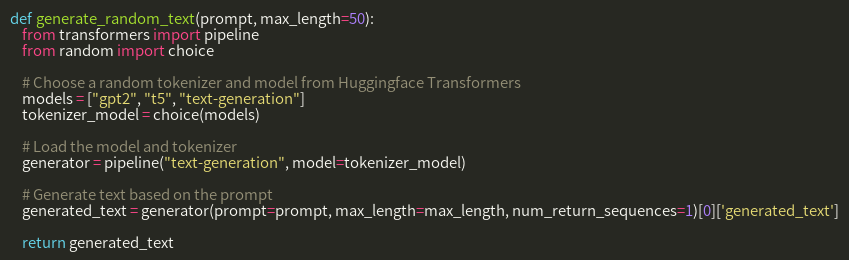 def generate_random_text(prompt, max_length=50):
    from transformers import pipeline
    from random import choice

    # Choose a random tokenizer and model from Huggingface Transformers
    models = ["gpt2", "t5", "text-generation"]
    tokenizer_model = choice(models)

    # Load the model and tokenizer
    generator = pipeline("text-generation", model=tokenizer_model)

    # Generate text based on the prompt
    generated_text = generator(prompt=prompt, max_length=max_length, num_return_sequences=1)[0]['generated_text']

    return generated_text